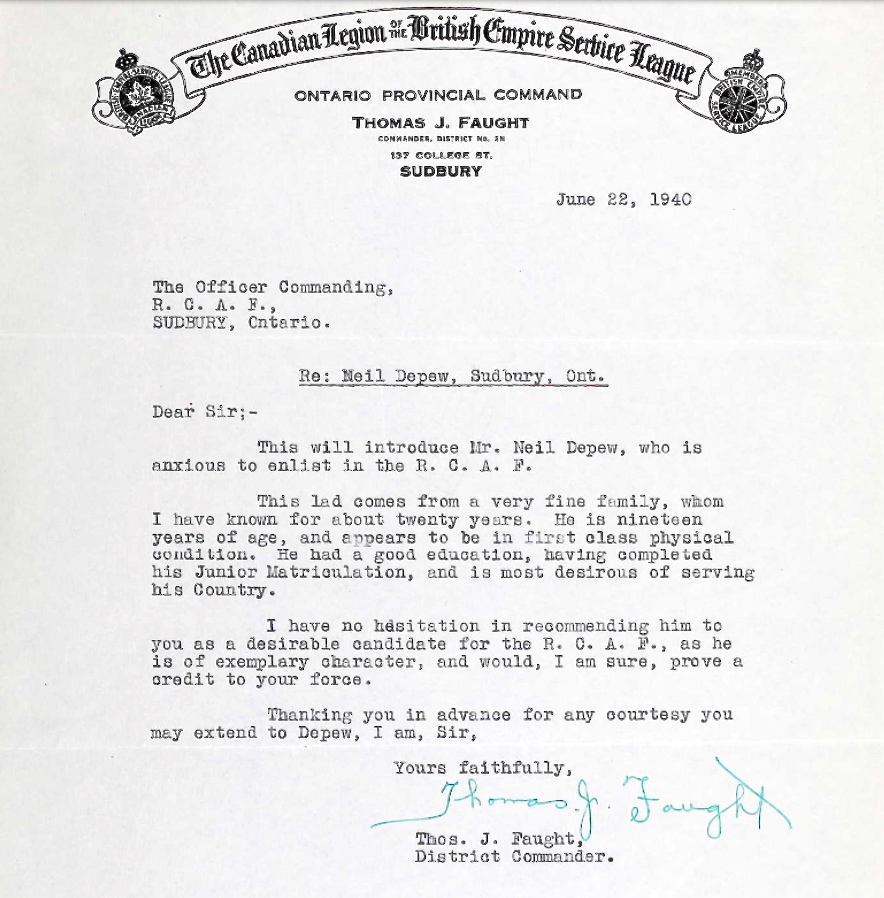 The Canadian Legion OF THE British Empire Service League
ONTARIO PROVINCIAL COMMAND
THOMAS J. FAUGHT
COMMANDER, DISTRICT No. 3N
137 COLLEGE ST.
SUDBURY
June 22, 1940
The Officer Commanding,
R. C. A. F.,
SUDBURY, Ontario.
Re: Neil Depew, Sudbury, Ont.
Dear Sir;-
This will introduce Mr. Neil Depew, who is
anxious to enlist in the R. C. A. F.
This lad comes from a very fine family, whom
I have known for about twenty years. He is nineteen
years of age, and appears to be in first class physical
condition. He had a good education, having completed
his Junior Matriculation, and is most desirous of serving
his Country.
I have no hesitation in recommending him to
you as a desirable candidate for the R. C. A. F., as he
is of exemplary character, and would, I am sure, prove a
credit to your force.
Thanking you in advance for any courtesy you
may extend to Depew, I am, Sir,
Yours faithfully,
Thomas J. Faught
Thos. J. Faught,
District Commander.